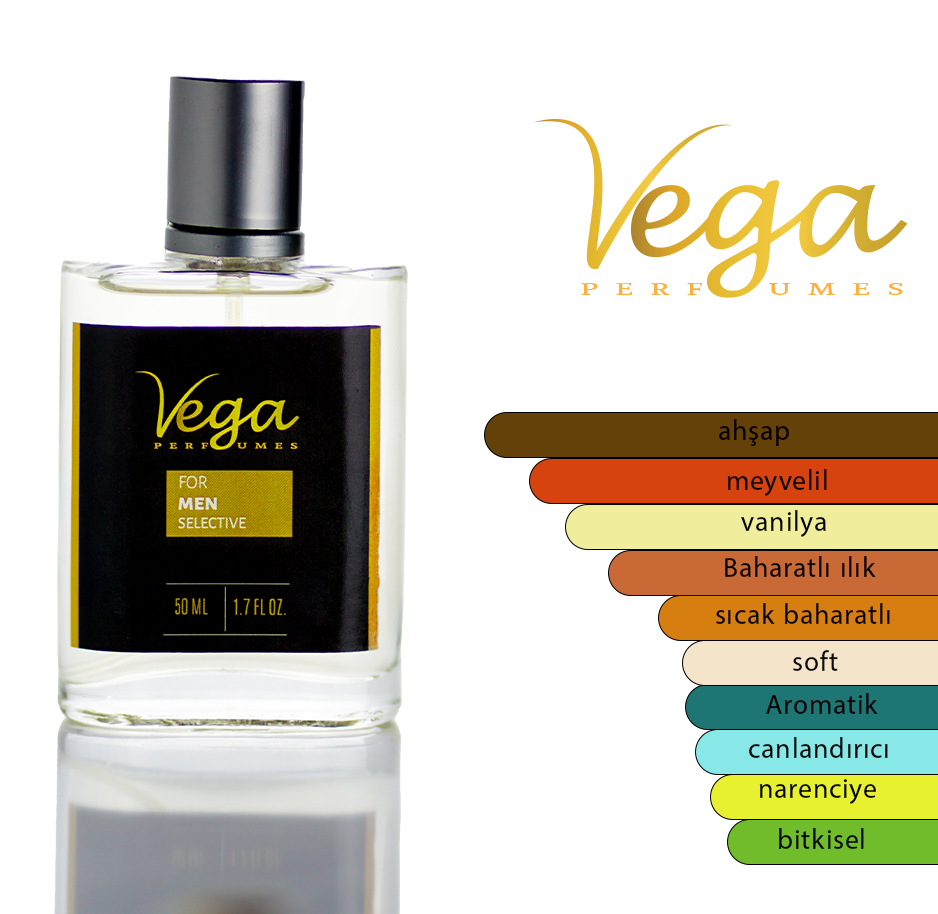 Vega
PERFUMES
FOR
MEN
SELECTIVE
50 ML 1.7 FL OZ.
Vega
PERFUMES
ahşap
meyvelil
vanilya
Baharatlı ılık
sıcak baharatlı
soft
Aromatik
canlandırıcı
narenciye
bitkisel